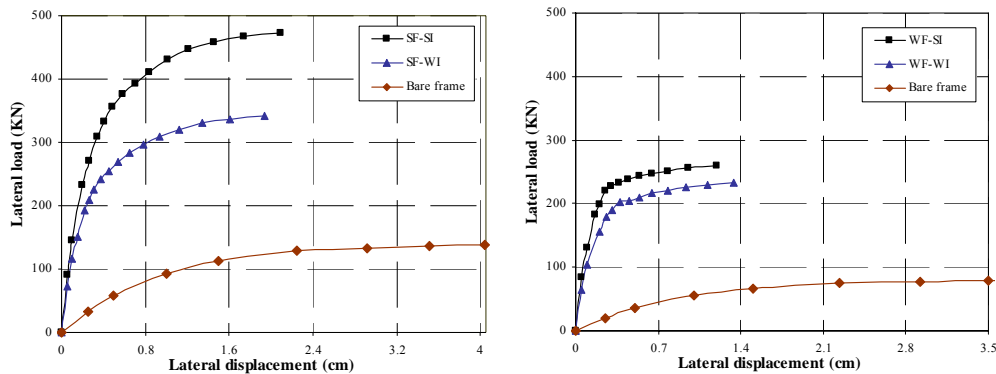 500
400
300
200
100
0
Lateral load (KN)
SF-SI
SF-WI
Bare frame
0 0.8 1.6 2.4 3.2 4
Lateral displacement (cm)
500
400
300
200
100
0
Lateral load (KN)
WF-SI
WF-WI
Bare frame
0 0.7 1.4 2.1 2.8 3.5
Lateral displacement (cm)